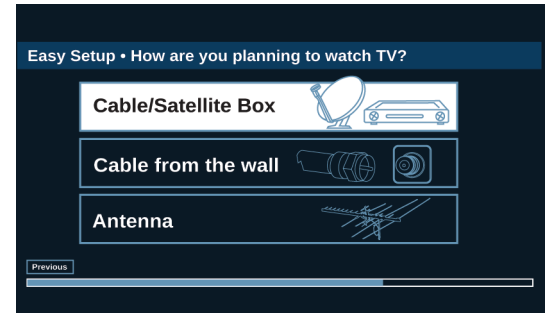 Easy Setup • How are you planning to watch TV?
Cable/Satellite Box
Cable from the wall
Antenna
Previous